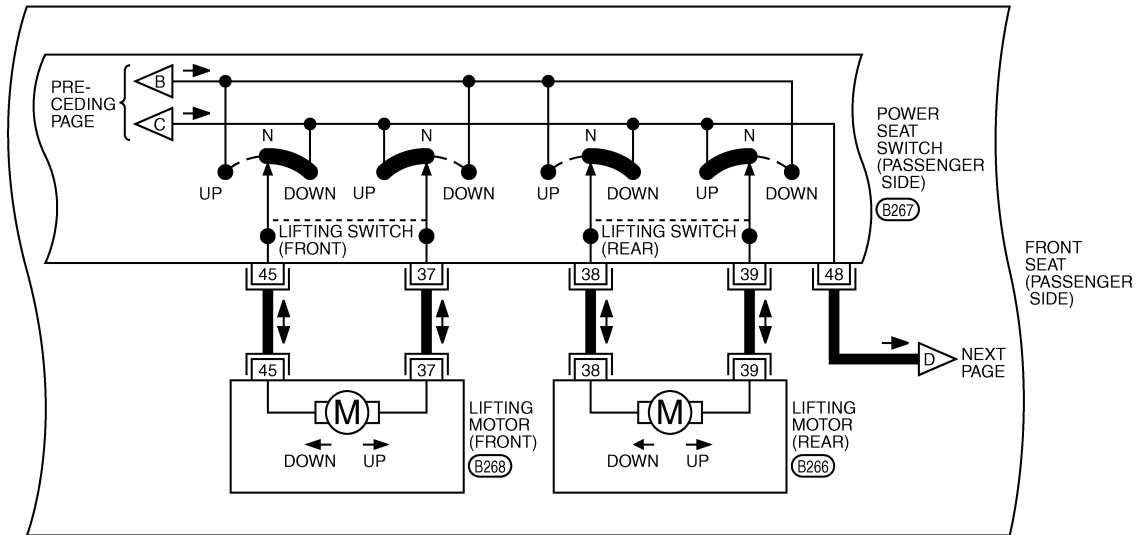 PRE-
CEDING
PAGE
B
C
N
N
N
N
UP
DOWN
UP
DOWN
UP
DOWN
UP
DOWN
LIFTING SWITCH
(FRONT)
LIFTING SWITCH
(REAR)
POWER
SEAT
SWITCH
(PASSENGER
SIDE)
B267
FRONT
SEAT
(PASSENGER
SIDE)
45
37
38
39
48
45
37
38
39
D
NEXT
PAGE
M
DOWN
UP
LIFTING
MOTOR
(FRONT)
B268
M
DOWN
UP
LIFTING
MOTOR
(REAR)
B266